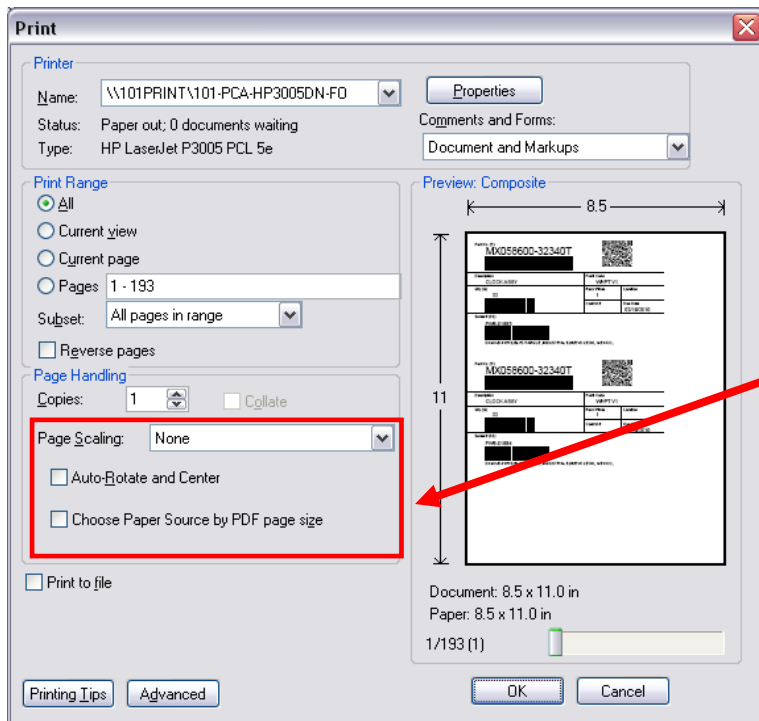 Print
Printer
Name: \\101PRINT\101-PCA-HP3005DN-FO
Properties
Status: Paper out; 0 documents waiting
Comments and Forms:
Type: HP LaserJet P3005 PCL 5e
Document and Markups
Print Range
All
Current view
Current page
Pages 1 - 193
Subset: All pages in range
Reverse pages
Page Handling
Copies: 1 Collate
Page Scaling: None
Auto-Rotate and Center
Choose Paper Source by PDF page size
Print to file
Preview: Composite
8.5
11
MX058600-32340T
CLOCK ASSY
MX058600-32340T
CLOCK ASSY
Document: 8.5 x 11.0 in
Paper: 8.5 x 11.0 in
1/193 (1)
Printing Tips
Advanced
OK
Cancel